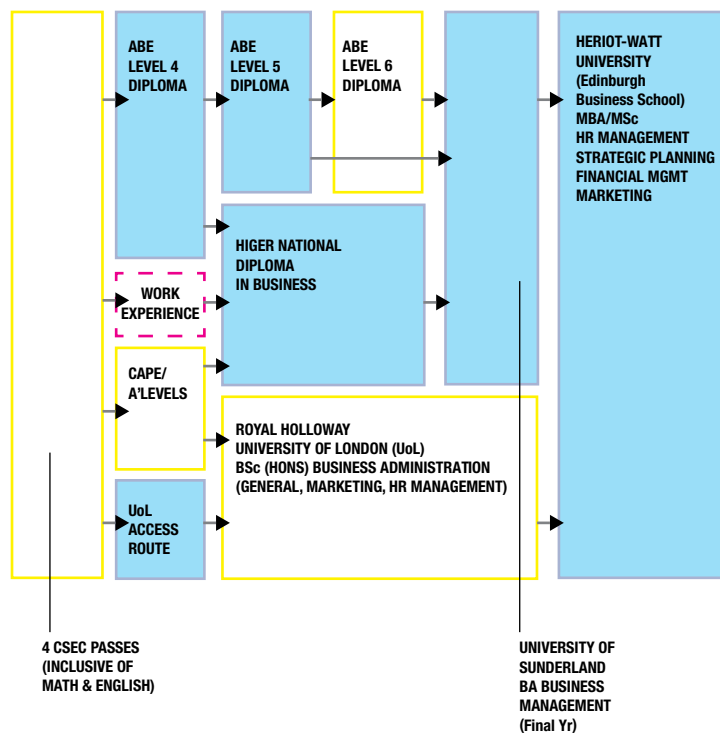 ABE
LEVEL 4
DIPLOMA
ABE
LEVEL 5
DIPLOMA
ABE
LEVEL 6
DIPLOMA
HERIOT-WATT
UNIVERSITY
(Edinburgh
Business School)
MBA/MSc
HR MANAGEMENT
STRATEGIC PLANNING
FINANCIAL MGMT
MARKETING
HIGER NATIONAL
DIPLOMA
IN BUSINESS
WORK
EXPERIENCE
CAPE/
A'LEVELS
ROYAL HOLLOWAY
UNIVERSITY OF LONDON (UoL)
BSc (HONS) BUSINESS ADMINISTRATION
(GENERAL, MARKETING, HR MANAGEMENT)
UoL
ACCESS
ROUTE
4 CSEC PASSES
(INCLUSIVE OF
MATH & ENGLISH)
UNIVERSITY OF
SUNDERLAND
BA BUSINESS
MANAGEMENT
(Final Yr)